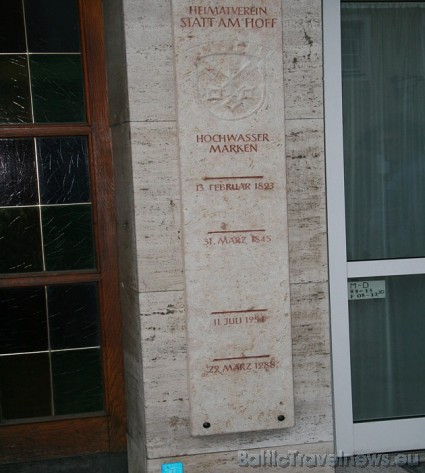 HEIMATVEREIN
STATT AM HOFF
HOCHWASSER
MARKEN
13. FEBRUAR 1893
31. MÄRZ 1845
11. JULI 1954
29. MÄRZ 1988
M-D
BalticTravelnews.eu